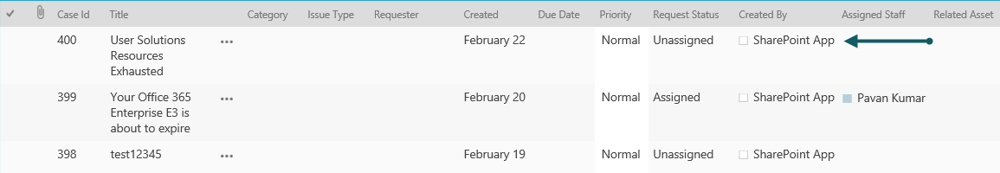 Case Id Title Category Issue Type Requester Created Due Date Priority Request Status Created By Assigned Staff Related Asset
400 User Solutions ... February 22 Normal Unassigned SharePoint App
Resources
Exhausted
399 Your Office 365 ... February 20 Normal Assigned SharePoint App Pavan Kumar
Enterprise E3 is
about to expire
398 test12345 ... February 19 Normal Unassigned SharePoint App